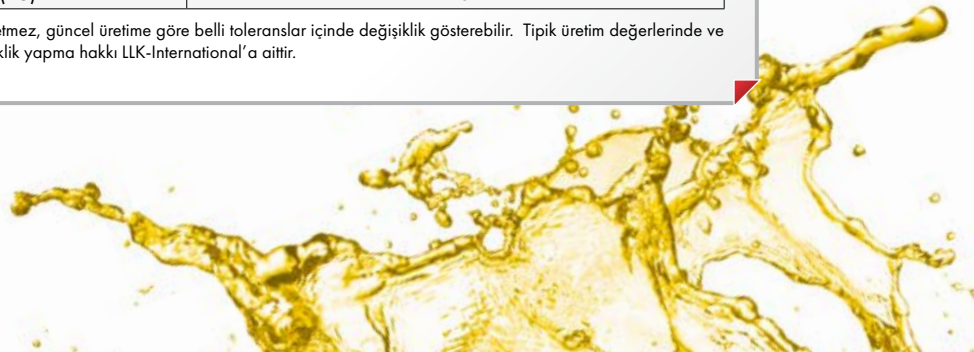 etmez, güncel üretime göre belli toleranslar içinde değişiklik gösterebilir. Tipik üretim değerlerinde ve
klik yapma hakkı LLK-International'a aittir.